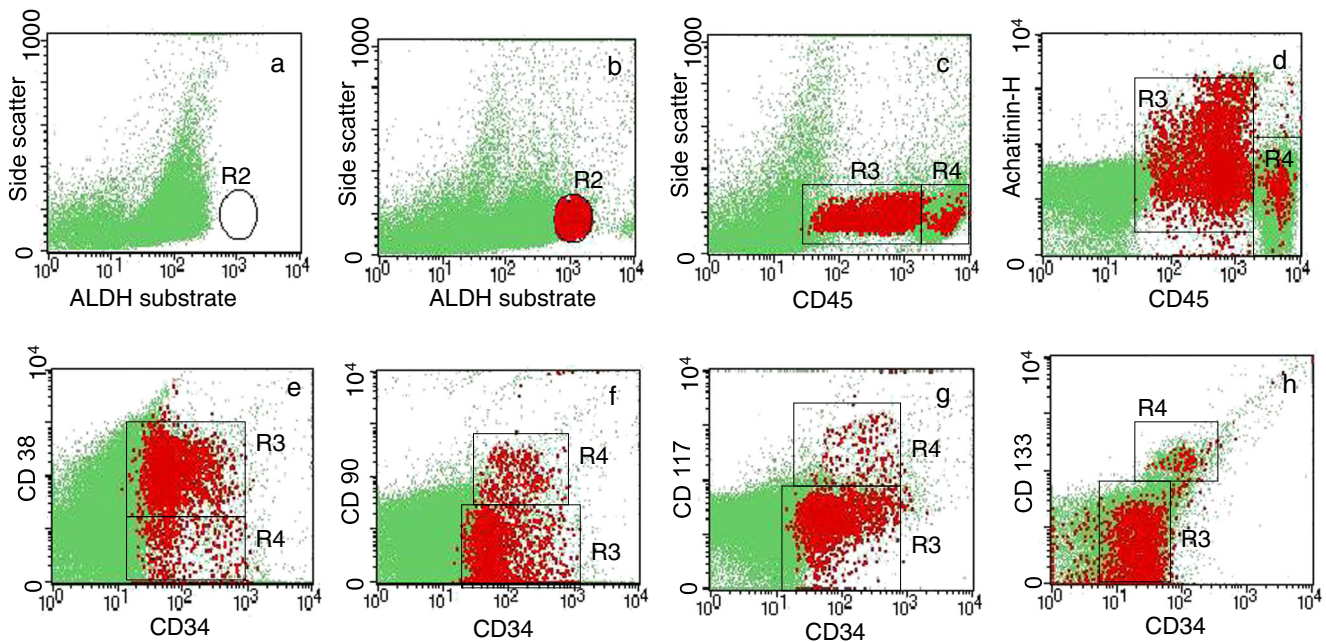 1000
Side scatter
0
a
R2
10^0 10^1 10^2 10^3 10^4
ALDH substrate
1000
Side scatter
0
b
R2
10^0 10^1 10^2 10^3 10^4
ALDH substrate
1000
Side scatter
0
c
R3 R4
10^0 10^1 10^2 10^3 10^4
CD45
10^4
Achatinin-H
0
d
R3
R4
10^0 10^1 10^2 10^3 10^4
CD45
10^4
CD 38
0
e
R3
R4
10^0 10^1 10^2 10^3 10^4
CD34
10^4
CD 90
0
f
R4
R3
10^0 10^1 10^2 10^3 10^4
CD34
10^4
CD 117
0
g
R4
R3
10^0 10^1 10^2 10^3 10^4
CD34
10^4
CD 133
0
h
R4
R3
10^0 10^1 10^2 10^3 10^4
CD34